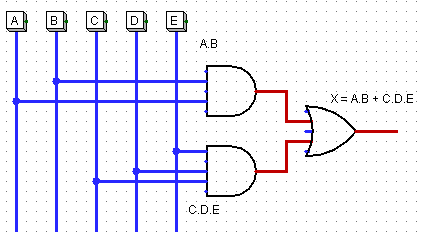 A B C D E
A.B
X = A.B + C.D.E
C.D.E